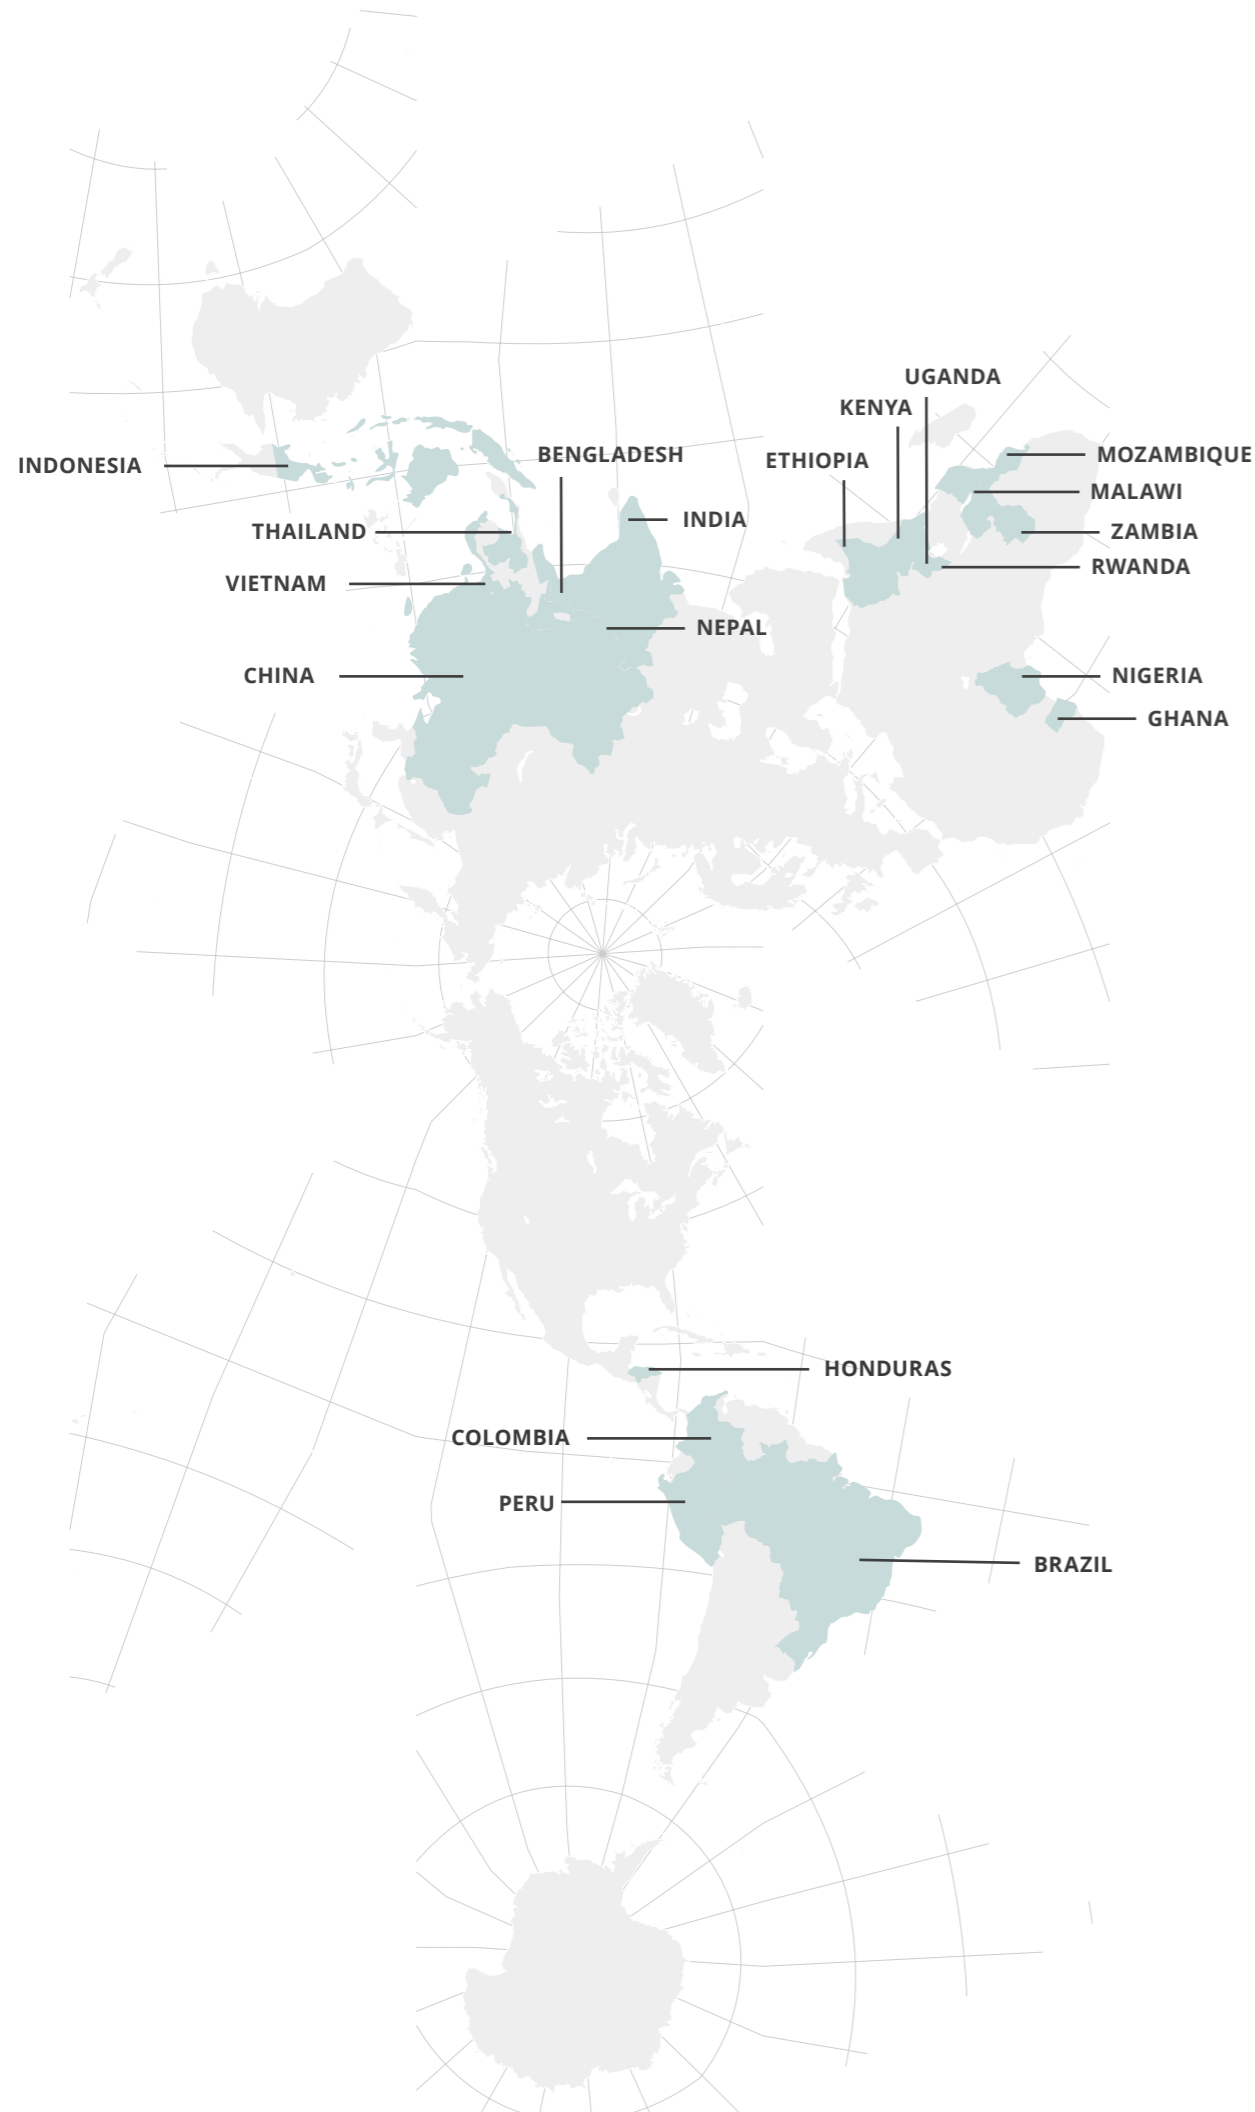 UGANDA
KENYA
BENGLADESH
ETHIOPIA
MOZAMBIQUE
INDONESIA
MALAWI
INDIA
THAILAND
ZAMBIA
RWANDA
VIETNAM
NEPAL
CHINA
NIGERIA
GHANA
HONDURAS
COLOMBIA
PERU
BRAZIL